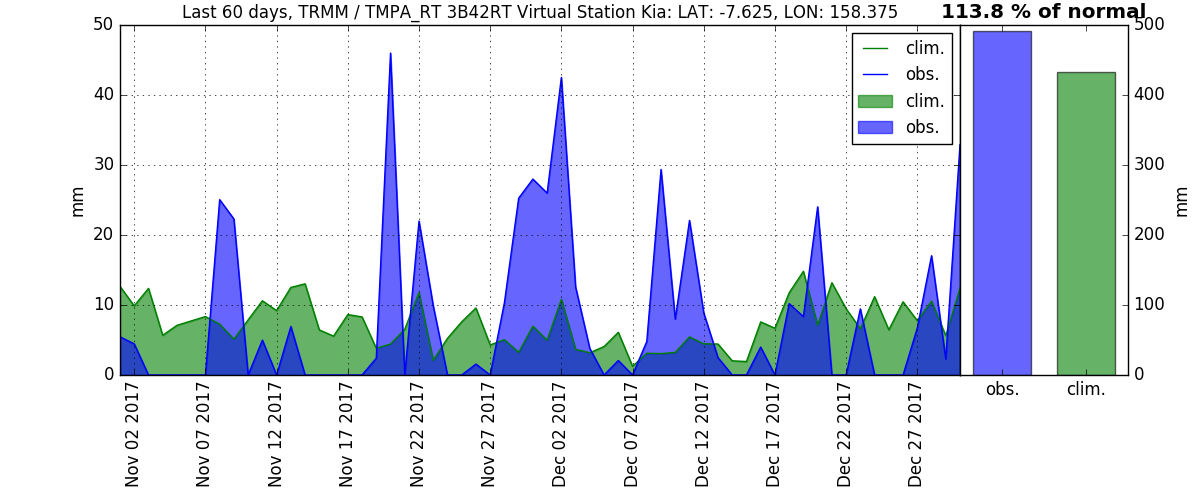 Last 60 days, TRMM / TMPA_RT 3B42RT Virtual Station Kia: LAT: -7.625, LON: 158.375
113.8 % of normal
50
40
30
20
10
0
mm
clim.
obs.
clim.
obs.
500
400
300
200
100
0
mm
obs.
clim.
Nov 02 2017
Nov 07 2017
Nov 12 2017
Nov 17 2017
Nov 22 2017
Nov 27 2017
Dec 02 2017
Dec 07 2017
Dec 12 2017
Dec 17 2017
Dec 22 2017
Dec 27 2017